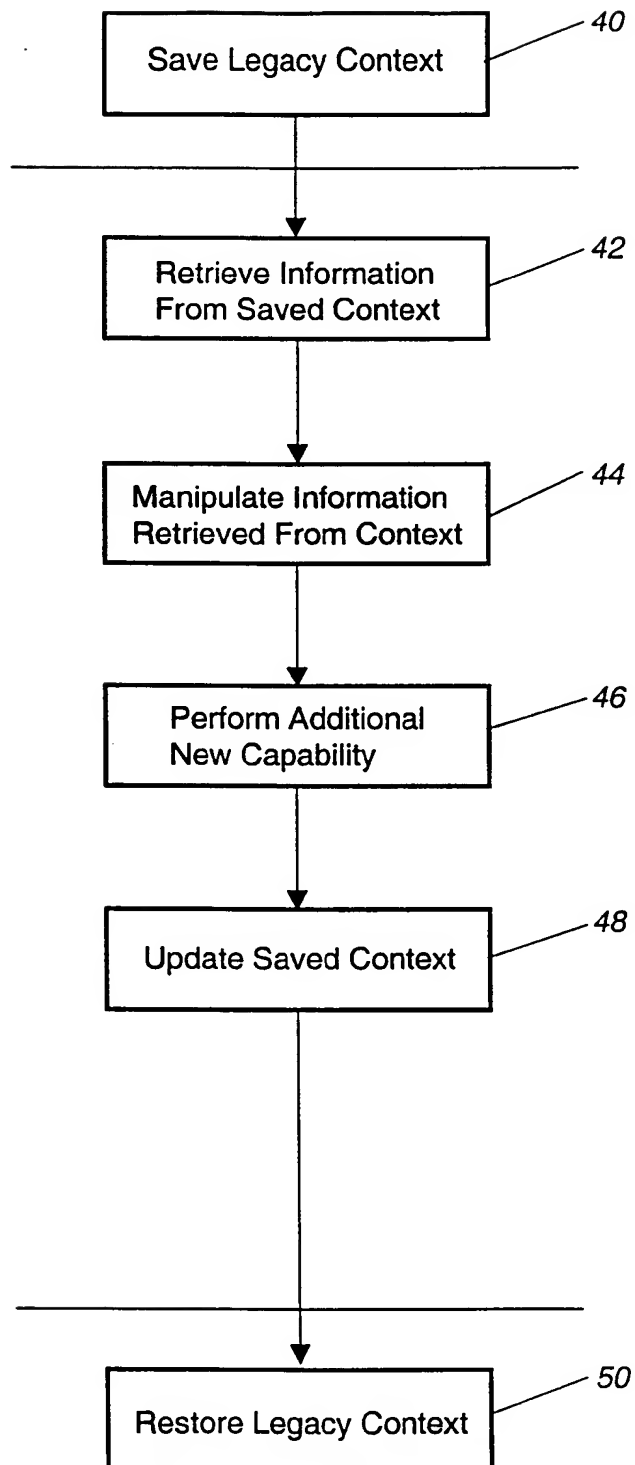 40
Save Legacy Context
42
Retrieve Information
From Saved Context
44
Manipulate Information
Retrieved From Context
46
Perform Additional
New Capability
48
Update Saved Context
50
Restore Legacy Context